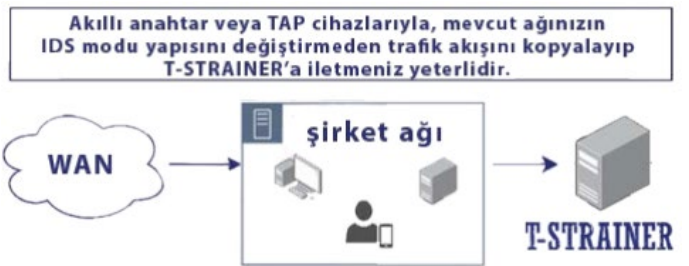 Akıllı anahtar veya TAP cihazlarıyla, mevcut ağınızın
IDS modu yapısını değiştirmeden trafik akışını kopyalayıp
T-STRAINER'a iletmeniz yeterlidir.
WAN
şirket ağı
T-STRAINER